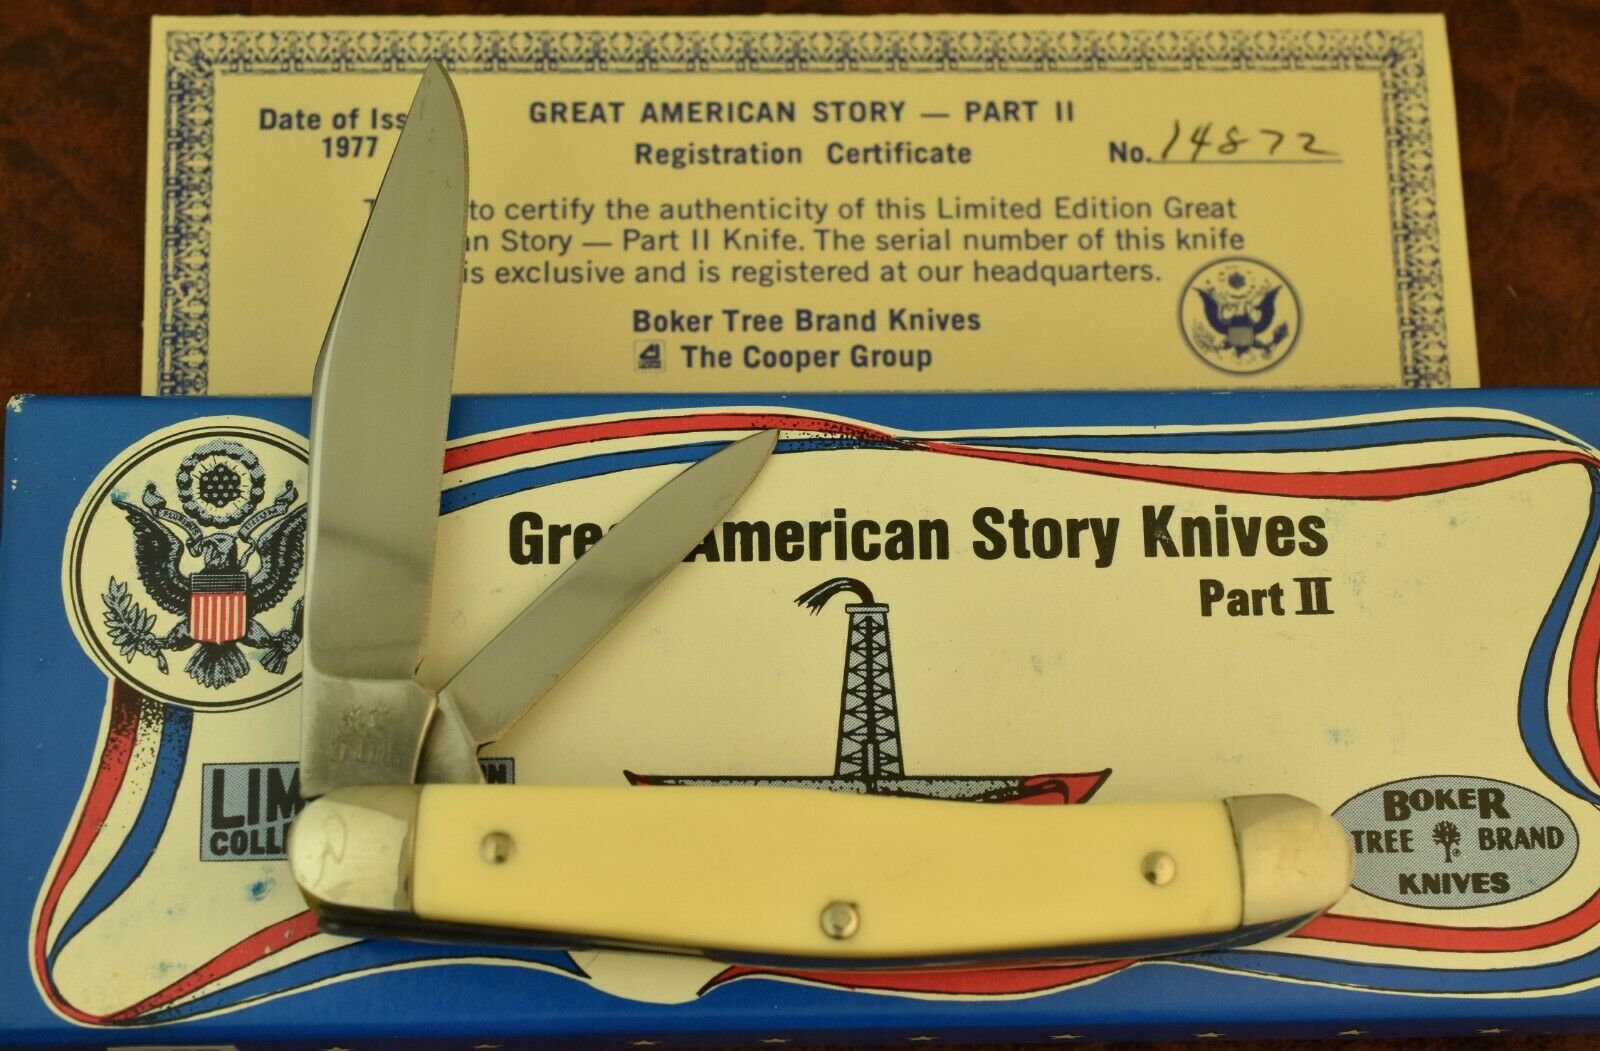 Date of Iss
1977
GREAT AMERICAN STORY — PART II
Registration Certificate
No. 14872
to certify the authenticity of this Limited Edition Great
an Story — Part II Knife. The serial number of this knife
is exclusive and is registered at our headquarters.
Boker Tree Brand Knives
The Cooper Group
Gre American Story Knives
Part II
LIM
COLLE
BOKER
TREE BRAND
KNIVES